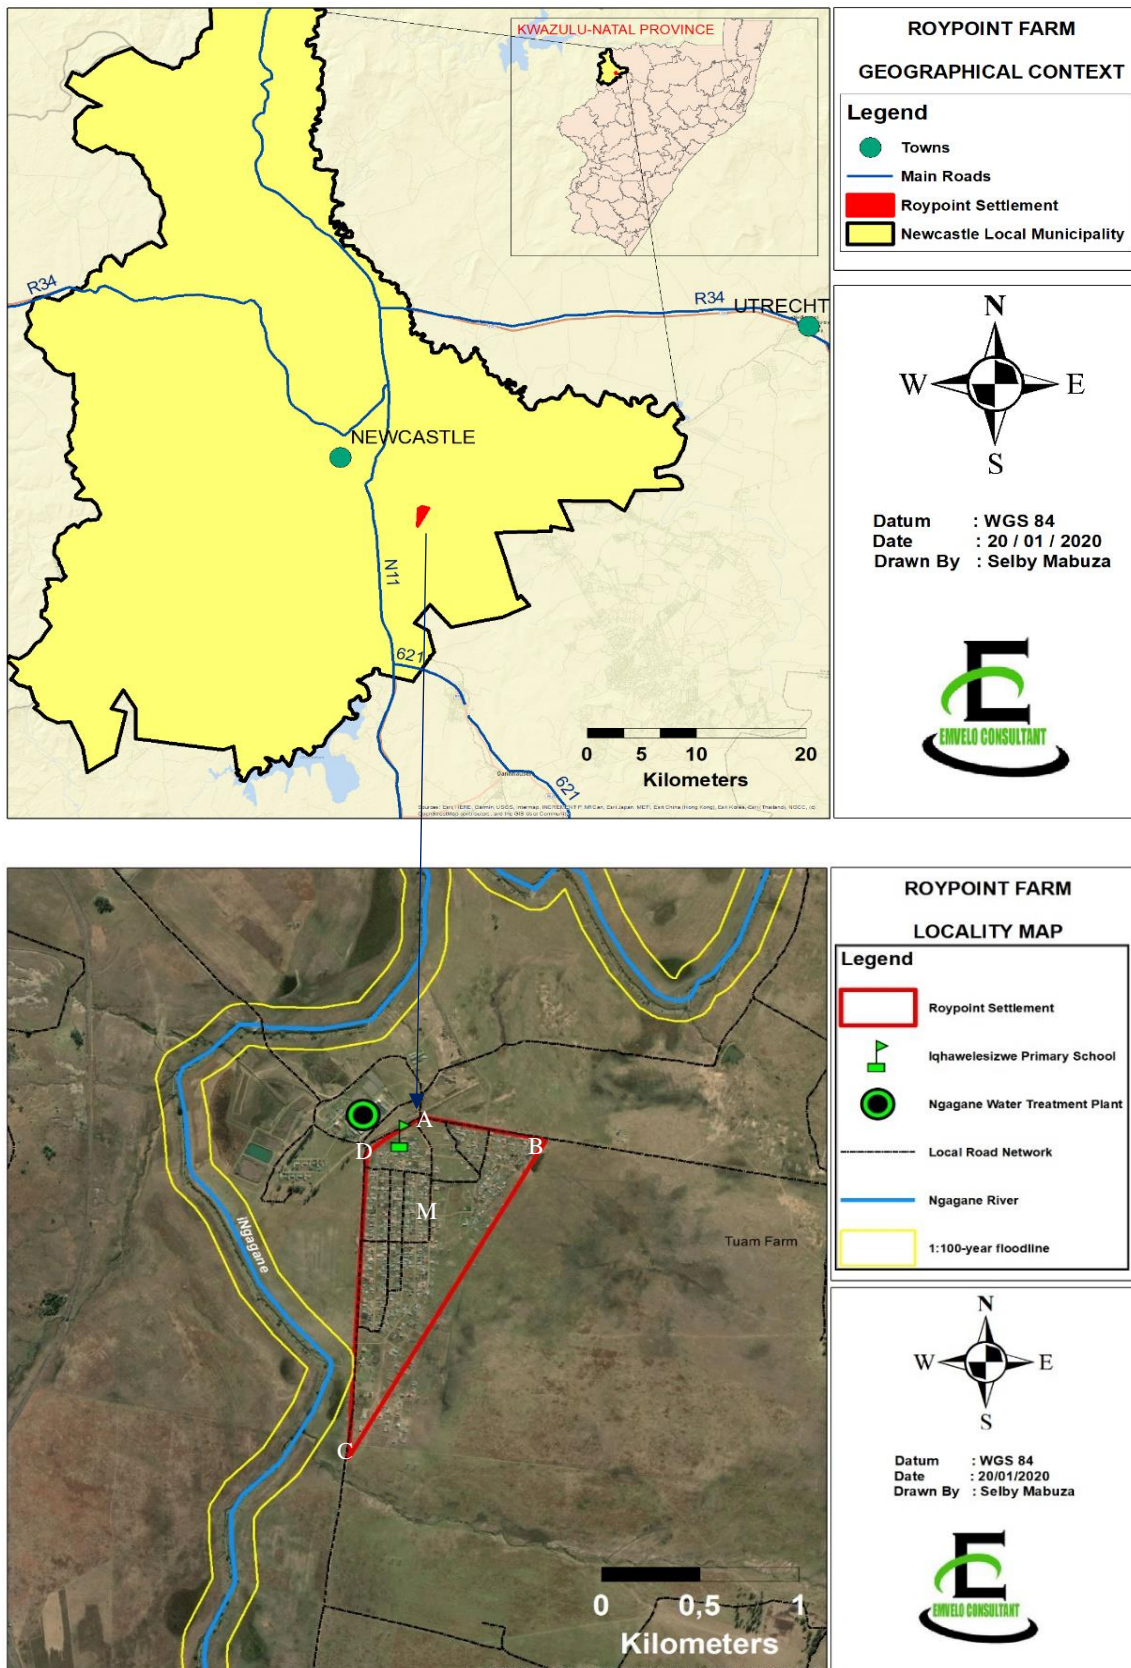 KWAZULU-NATAL PROVINCE
R34
R34
UTRECHT
NEWCASTLE
N11
621
621
Dannhauser
0 5 10 20
Kilometers
ROYPOINT FARM
GEOGRAPHICAL CONTEXT
Legend
Towns
Main Roads
Roypoint Settlement
Newcastle Local Municipality
N
W E
S
Datum : WGS 84
Date : 20 / 01 / 2020
Drawn By : Selby Mabuza
E
EMVELO CONSULTANT
A
B
D
M
iNgagane
Tuam Farm
C
0 0,5 1
Kilometers
ROYPOINT FARM
LOCALITY MAP
Legend
Roypoint Settlement
Iqhawelesizwe Primary School
Ngagane Water Treatment Plant
Local Road Network
Ngagane River
1:100-year floodline
N
W E
S
Datum : WGS 84
Date : 20/01/2020
Drawn By : Selby Mabuza
E
EMVELO CONSULTANT